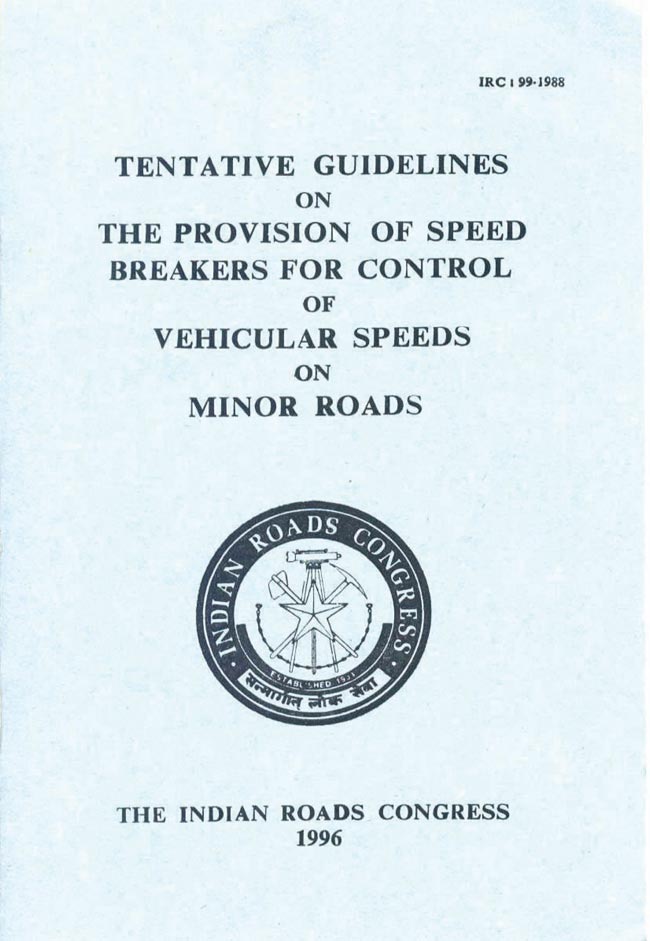 IRC : 99-1988
TENTATIVE GUIDELINES
ON
THE PROVISION OF SPEED
BREAKERS FOR CONTROL
OF
VEHICULAR SPEEDS
ON
MINOR ROADS
· INDIAN ROADS CONGRESS ·
ESTABLISHED 1934
सन्मार्गात् लोक सेवा
THE INDIAN ROADS CONGRESS
1996